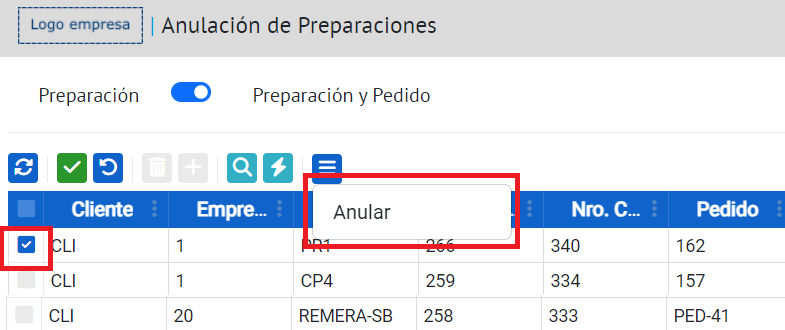 Logo empresa | Anulación de Preparaciones
Preparación Preparación y Pedido
Anular
Cliente Empre... Nro. C... Pedido
CLI 1 PR1 266 340 162
CLI 1 CP4 259 334 157
CLI 20 REMERA-SB 258 333 PED-41